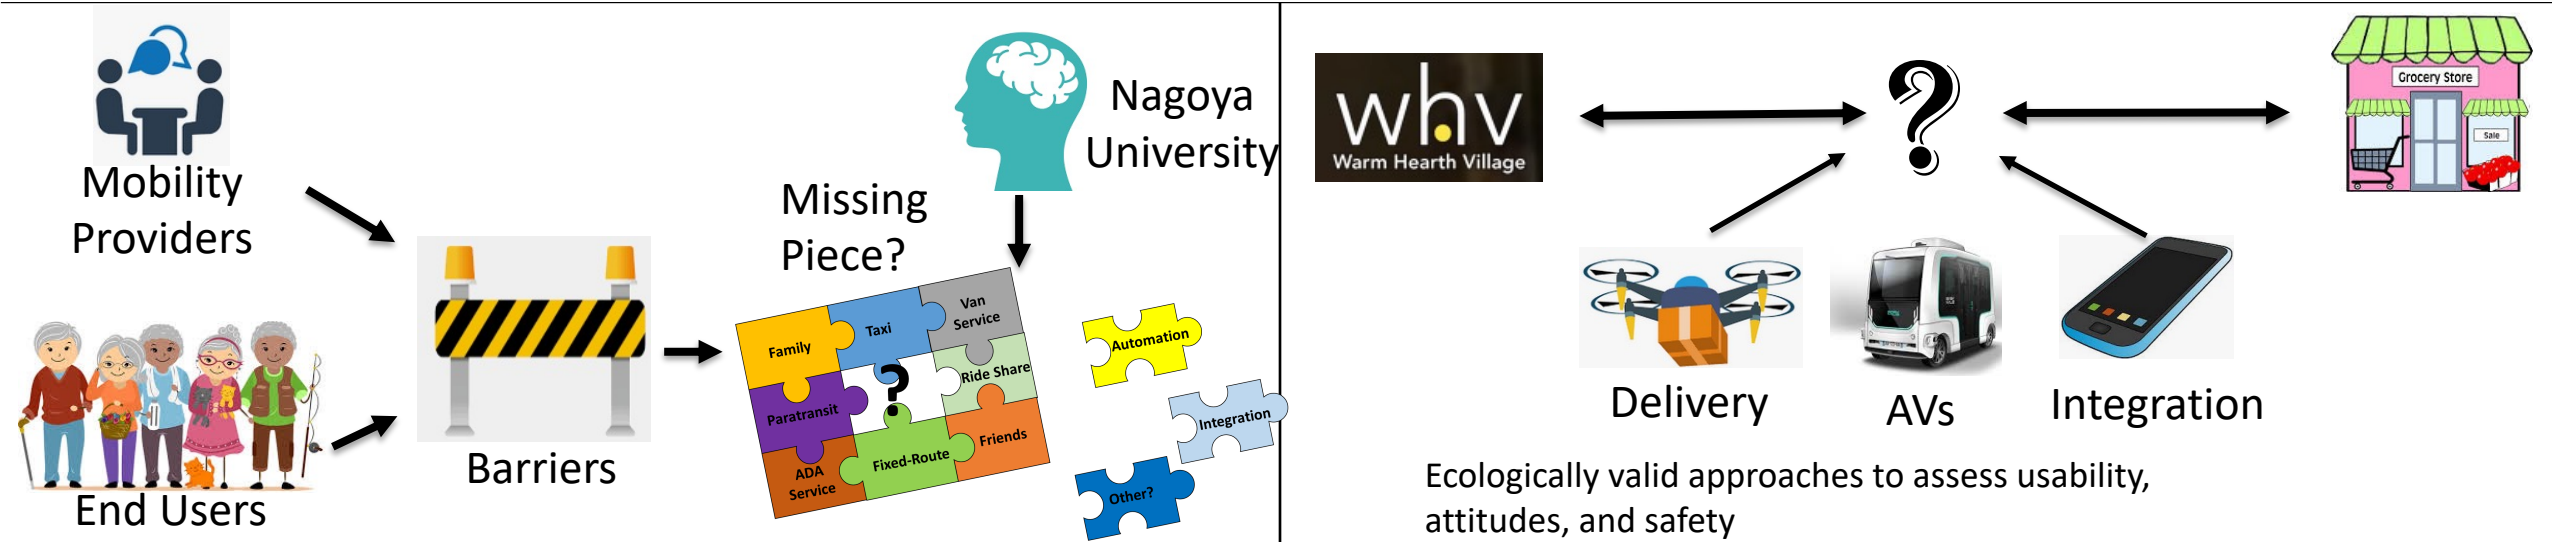 Mobility
Providers
End Users
Barriers
Missing
Piece?
Nagoya
University
Family
Taxi
Van
Service
Paratransit
?
Ride Share
ADA
Service
Fixed-Route
Friends
Automation
Integration
Other?
whv
Warm Hearth Village
?
Grocery Store
Sale
Delivery
AVs
Integration
Ecologically valid approaches to assess usability,
attitudes, and safety